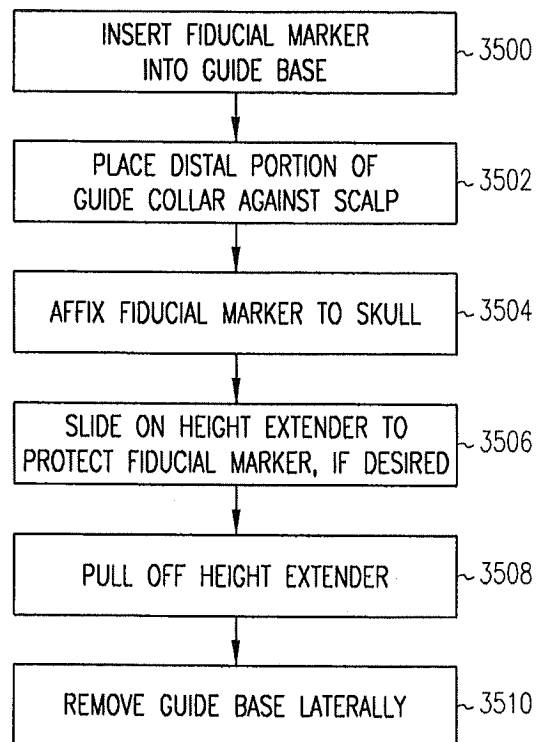 INSERT FIDUCIAL MARKER
INTO GUIDE BASE
3500
PLACE DISTAL PORTION OF
GUIDE COLLAR AGAINST SCALP
3502
AFFIX FIDUCIAL MARKER TO SKULL
3504
SLIDE ON HEIGHT EXTENDER TO
PROTECT FIDUCIAL MARKER, IF DESIRED
3506
PULL OFF HEIGHT EXTENDER
3508
REMOVE GUIDE BASE LATERALLY
3510